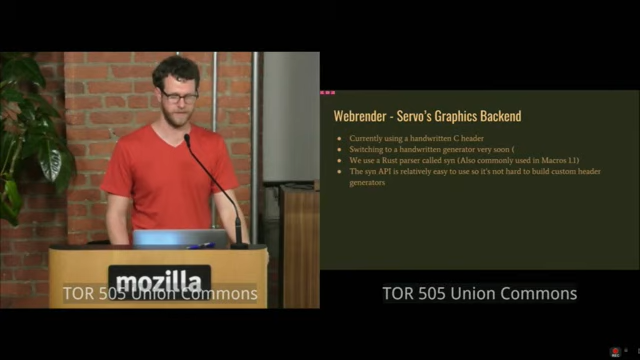 mozilla
TOR 505 Union Commons
Webrender - Servo's Graphics Backend
Currently using a handwritten C header
Switching to a handwritten generator very soon (
We use a Rust parser called syn (Also commonly used in Macros 1.1)
The syn API is relatively easy to use so it's not hard to build custom header
generators
TOR 505 Union Commons